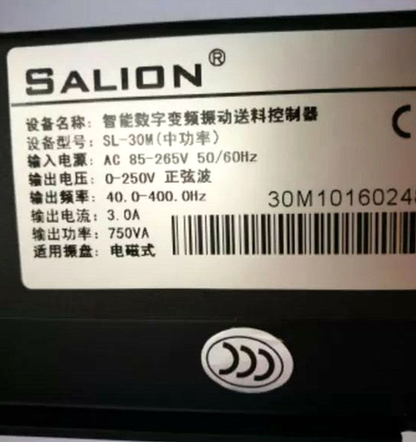 SALION®
设备名称: 智能数字变频振动送料控制器
设备型号: SL-30M(中功率)
输入电源: AC 85-265V 50/60Hz
输出电压: 0-250V 正弦波
输出频率: 40.0-400.0Hz
30M1016024
输出电流: 3.0A
输出功率: 750VA
适用振盘: 电磁式
CCC